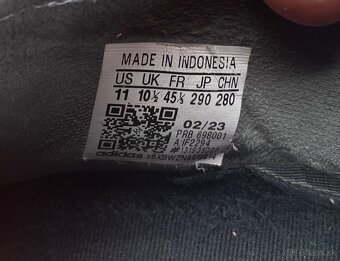 MADE IN INDONESIA
US UK FR JP CHN
11 10½ 45⅓ 290 280
02/23
PRB 698001
AIF2294
adidas